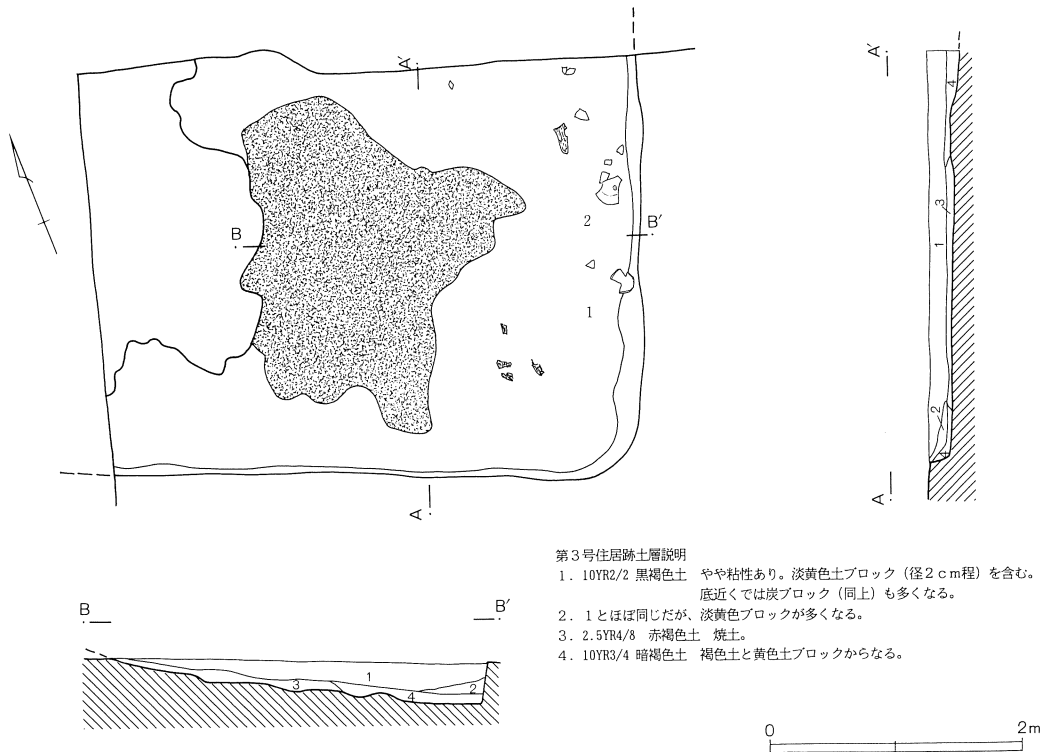 A′
A′
4
3
2
B
B′
1
1
2
4
A
A
第3号住居跡土層説明
1．10YR2/2 黒褐色土　やや粘性あり。淡黄色土ブロック（径2cm程）を含む。
底近くでは炭ブロック（同上）も多くなる。
2．1とほぼ同じだが、淡黄色ブロックが多くなる。
3．2.5YR4/8　赤褐色土　焼土。
4．10YR3/4 暗褐色土　褐色土と黄色土ブロックからなる。
B
B′
1
3
4
2
0
2m